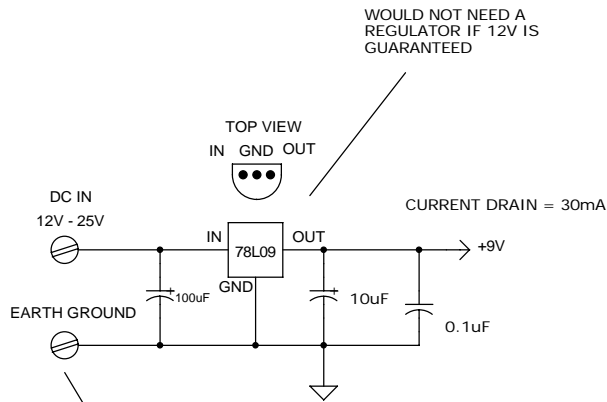 WOULD NOT NEED A
REGULATOR IF 12V IS
GUARANTEED
TOP VIEW
IN GND OUT
DC IN
12V - 25V
CURRENT DRAIN = 30mA
IN
78L09
OUT
+9V
GND
+
100uF
+
10uF
0.1uF
EARTH GROUND